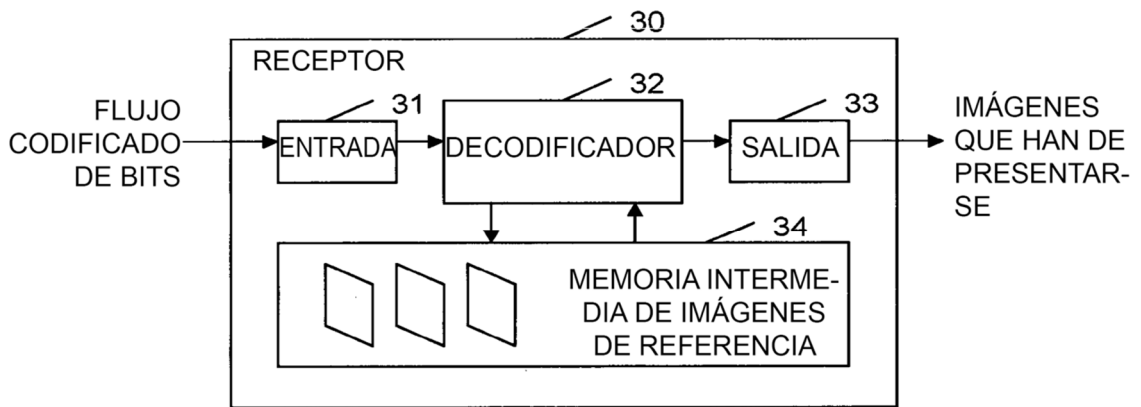 30
RECEPTOR
FLUJO
CODIFICADO
DE BITS
31
ENTRADA
32
DECODIFICADOR
33
SALIDA
IMÁGENES
QUE HAN DE
PRESENTAR-
SE
34
MEMORIA INTERME-
DIA DE IMÁGENES
DE REFERENCIA